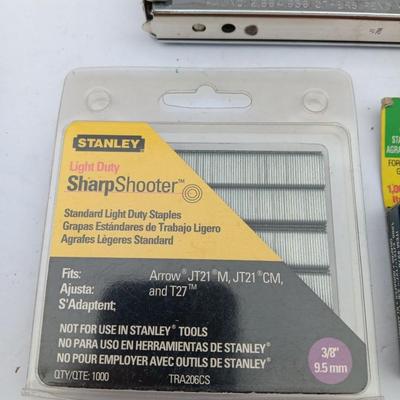 STANLEY
Light Duty
SharpShooter™
Standard Light Duty Staples
Grapas Estándares de Trabajo Ligero
Agrafes Légeres Standard
Fits:
Ajusta:
S'Adaptent;
Arrow® JT21®M, JT21®CM,
and T27™
NOT FOR USE IN STANLEY® TOOLS
NO PARA USO EN HERRAMIENTAS DE STANLEY®
NO POUR EMPLOYER AVEC OUTILS DE STANLEY®
QTY/QTE: 1000
TRA206CS
3/8"
9.5 mm